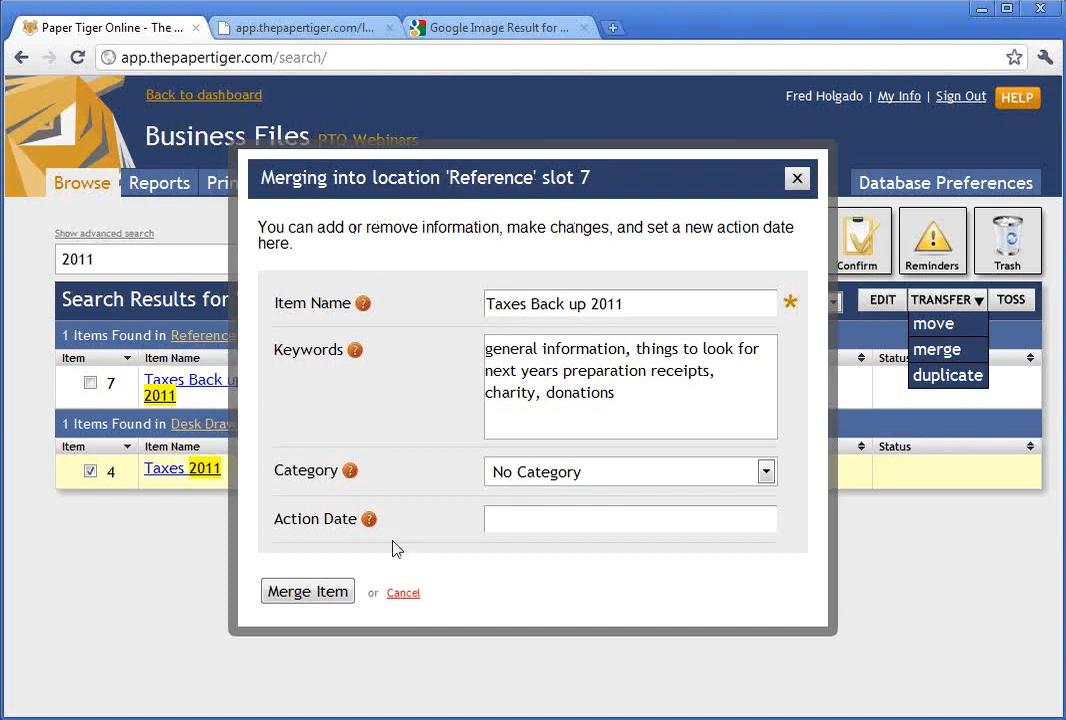 Paper Tiger Online - The ...
app.thepapertiger.com/l...
Google Image Result for ...
app.thepapertiger.com/search/
Back to dashboard
Fred Holgado | My Info | Sign Out HELP
Business Files PTO Webinars
Browse Reports Database Preferences
Merging into location 'Reference' slot 7
You can add or remove information, make changes, and set a new action date
here.
Show advanced search
2011
Confirm Reminders Trash
Search Results for
EDIT TRANSFER TOSS
move
merge
duplicate
1 Items Found in Reference
Item Item Name
7 Taxes Back up
2011
1 Items Found in Desk
Item Item Name Status
4 Taxes 2011
Item Name ?
Taxes Back up 2011 *
Keywords ?
general information, things to look for
next years preparation receipts,
charity, donations
Category ?
No Category
Action Date ?
Merge Item or Cancel